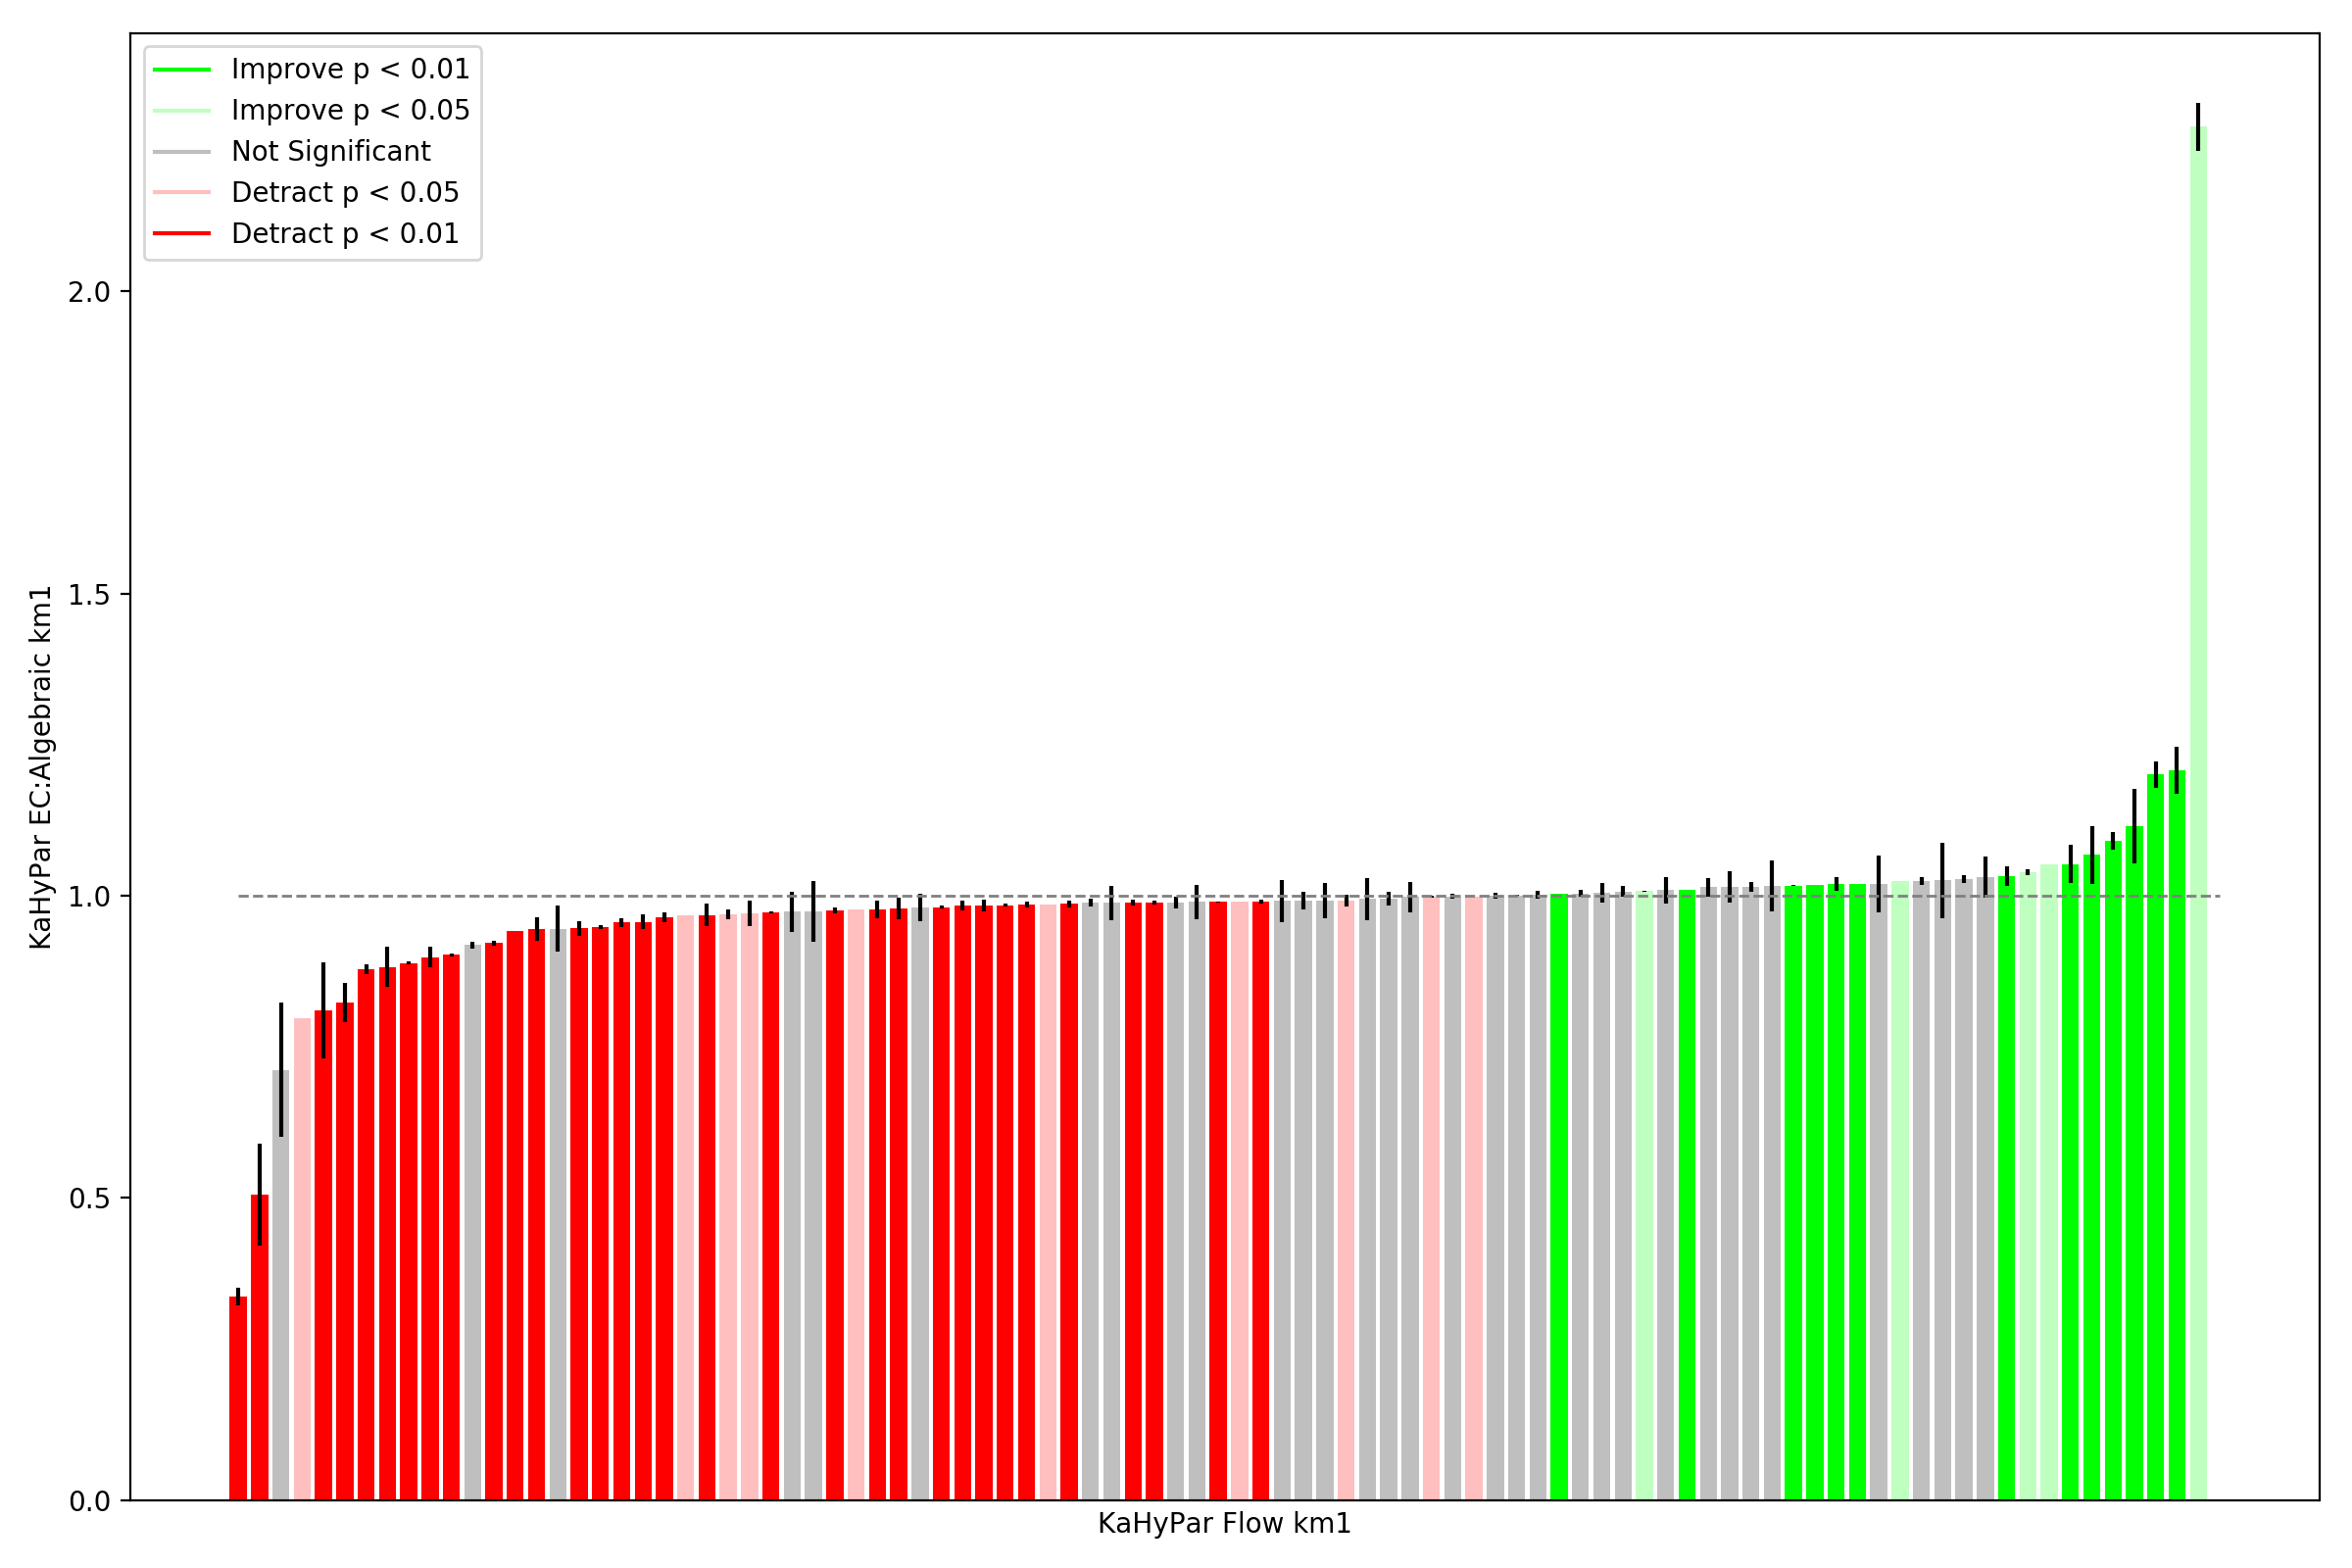 Improve p < 0.01
Improve p < 0.05
Not Significant
Detract p < 0.05
Detract p < 0.01
2.0
1.5
1.0
0.5
0.0
KaHyPar EC:Algebraic km1
KaHyPar Flow km1